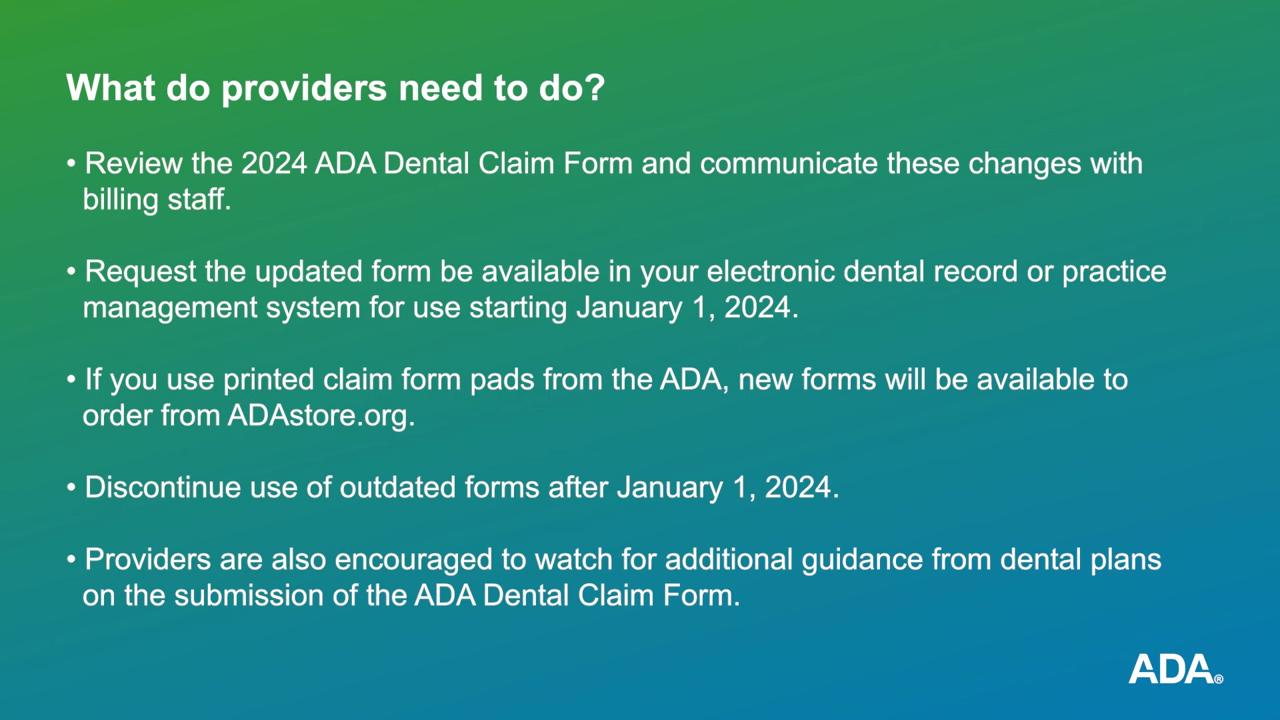 What do providers need to do?
• Review the 2024 ADA Dental Claim Form and communicate these changes with
billing staff.
• Request the updated form be available in your electronic dental record or practice
management system for use starting January 1, 2024.
• If you use printed claim form pads from the ADA, new forms will be available to
order from ADAstore.org.
• Discontinue use of outdated forms after January 1, 2024.
• Providers are also encouraged to watch for additional guidance from dental plans
on the submission of the ADA Dental Claim Form.
ADA®